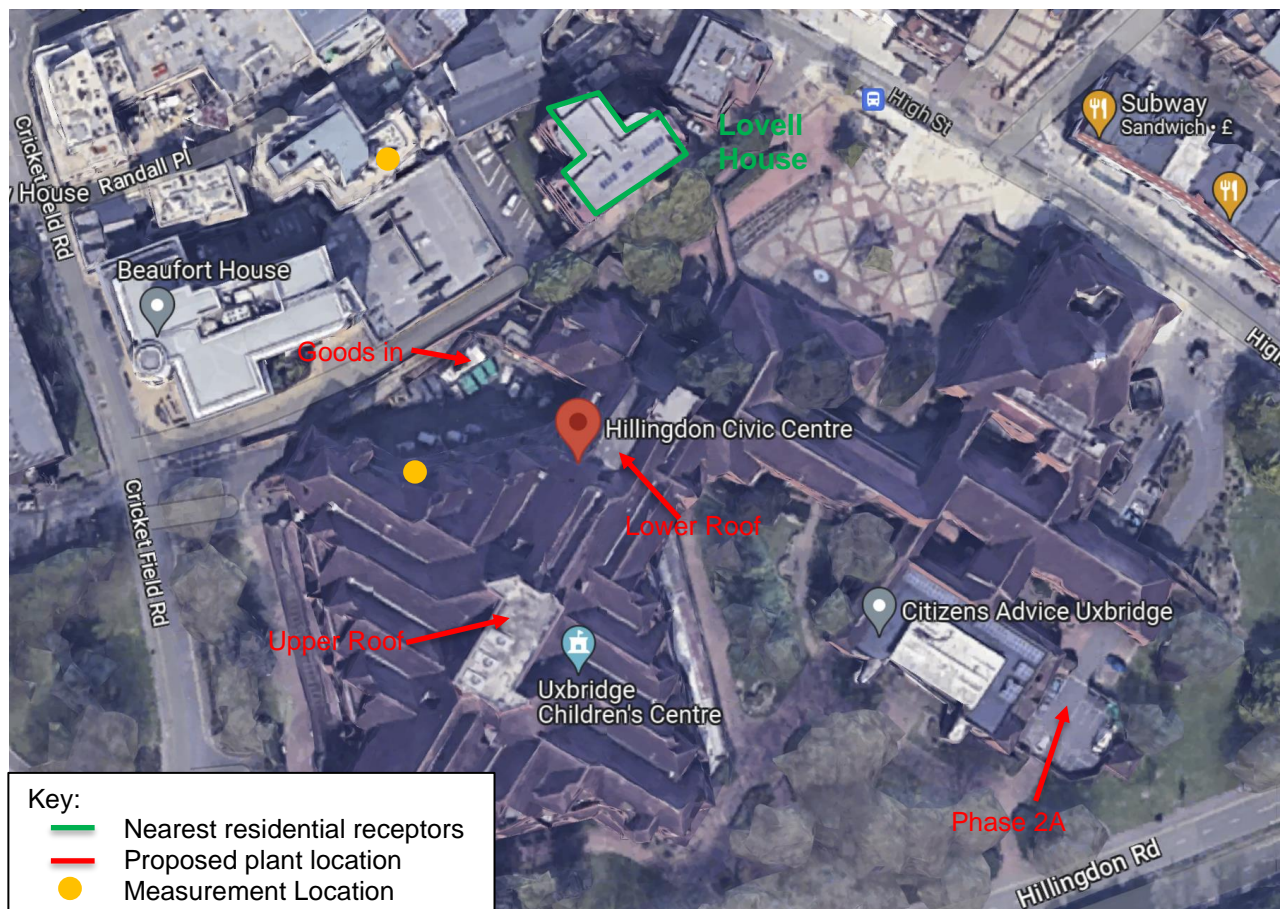 High St
Subway
Sandwich • £
Lovell
House
Cricket Field Rd
y House
Randall Pl
Beaufort House
High
Goods in
Hillingdon Civic Centre
Lower Roof
Cricket Field Rd
Citizens Advice Uxbridge
Upper Roof
Uxbridge
Children's Centre
Phase 2A
Hillingdon Rd
Key:
Nearest residential receptors
Proposed plant location
Measurement Location